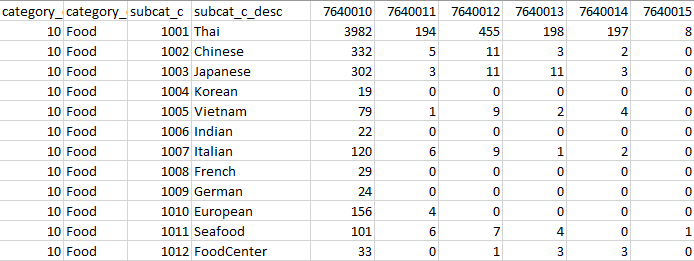 category_ category_ subcat_c subcat_c_desc 7640010 7640011 7640012 7640013 7640014 7640015
10 Food 1001 Thai 3982 194 455 198 197 8
10 Food 1002 Chinese 332 5 11 3 2 0
10 Food 1003 Japanese 302 3 11 11 3 0
10 Food 1004 Korean 19 0 0 0 0 0
10 Food 1005 Vietnam 79 1 9 2 4 0
10 Food 1006 Indian 22 0 0 0 0 0
10 Food 1007 Italian 120 6 9 1 2 0
10 Food 1008 French 29 0 0 0 0 0
10 Food 1009 German 24 0 0 0 0 0
10 Food 1010 European 156 4 0 0 0 0
10 Food 1011 Seafood 101 6 7 4 0 1
10 Food 1012 FoodCenter 33 0 1 3 3 0